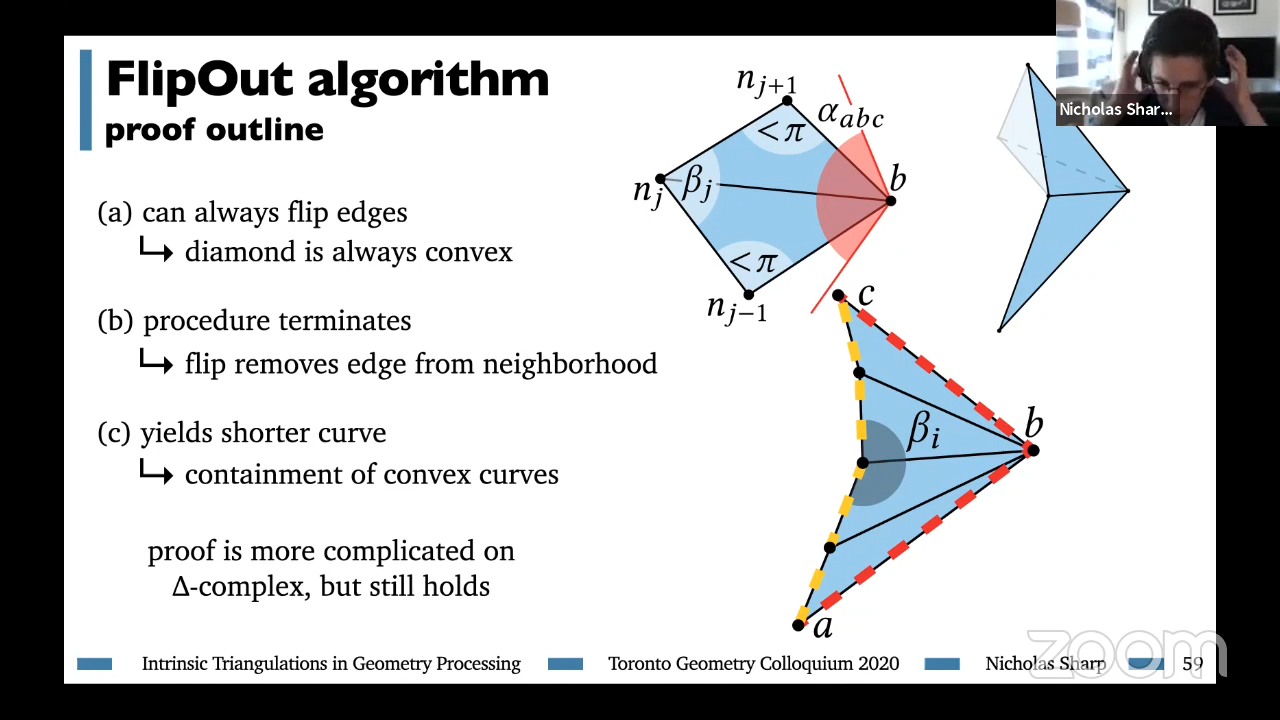 FlipOut algorithm
proof outline
(a) can always flip edges
↳ diamond is always convex
(b) procedure terminates
↳ flip removes edge from neighborhood
(c) yields shorter curve
↳ containment of convex curves
proof is more complicated on
Δ-complex, but still holds
n_{j+1}
α_{abc}
<π
b
n_j
β_j
<π
n_{j−1}
c
b
β_i
a
Nicholas Shar...
Intrinsic Triangulations in Geometry Processing
Toronto Geometry Colloquium 2020
Nicholas Sharp
59
zoom